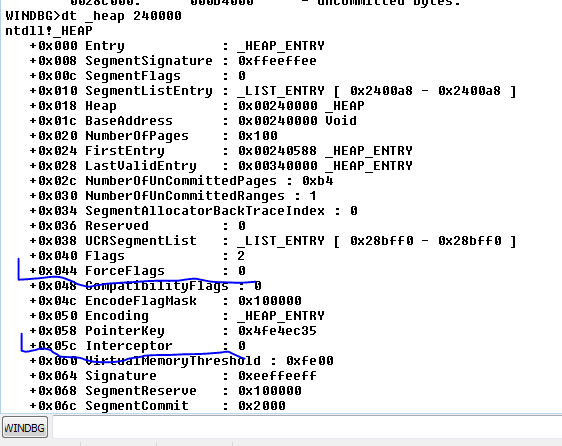 0028c000.     000b4000      - uncommitted bytes.
WINDBG>dt _heap 240000
ntdll!_HEAP
+0x000 Entry            : _HEAP_ENTRY
+0x008 SegmentSignature : 0xffeeffee
+0x00c SegmentFlags     : 0
+0x010 SegmentListEntry : _LIST_ENTRY [ 0x2400a8 - 0x2400a8 ]
+0x018 Heap             : 0x00240000 _HEAP
+0x01c BaseAddress      : 0x00240000 Void
+0x020 NumberOfPages    : 0x100
+0x024 FirstEntry       : 0x00240588 _HEAP_ENTRY
+0x028 LastValidEntry   : 0x00340000 _HEAP_ENTRY
+0x02c NumberOfUnCommittedPages : 0xb4
+0x030 NumberOfUnCommittedRanges : 1
+0x034 SegmentAllocatorBackTraceIndex : 0
+0x036 Reserved         : 0
+0x038 UCRSegmentList   : _LIST_ENTRY [ 0x28bff0 - 0x28bff0 ]
+0x040 Flags            : 2
+0x044 ForceFlags       : 0
+0x048 CompatibilityFlags : 0
+0x04c EncodeFlagMask   : 0x100000
+0x050 Encoding         : _HEAP_ENTRY
+0x058 PointerKey       : 0x4fe4ec35
+0x05c Interceptor      : 0
+0x060 VirtualMemoryThreshold : 0xfe00
+0x064 Signature        : 0xeeffeeff
+0x068 SegmentReserve   : 0x100000
+0x06c SegmentCommit    : 0x2000
WINDBG